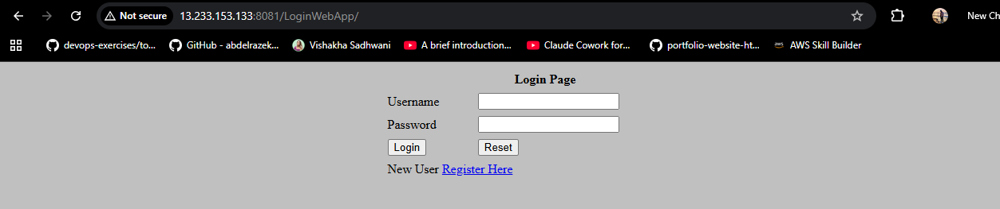 Not secure 13.233.153.133:8081/LoginWebApp/ New Ch
devops-exercises/to... GitHub - abdelrazek... Vishakha Sadhwani A brief introduction... Claude Cowork for... portfolio-website-ht... AWS Skill Builder
Login Page
Username
Password
Login Reset
New User Register Here